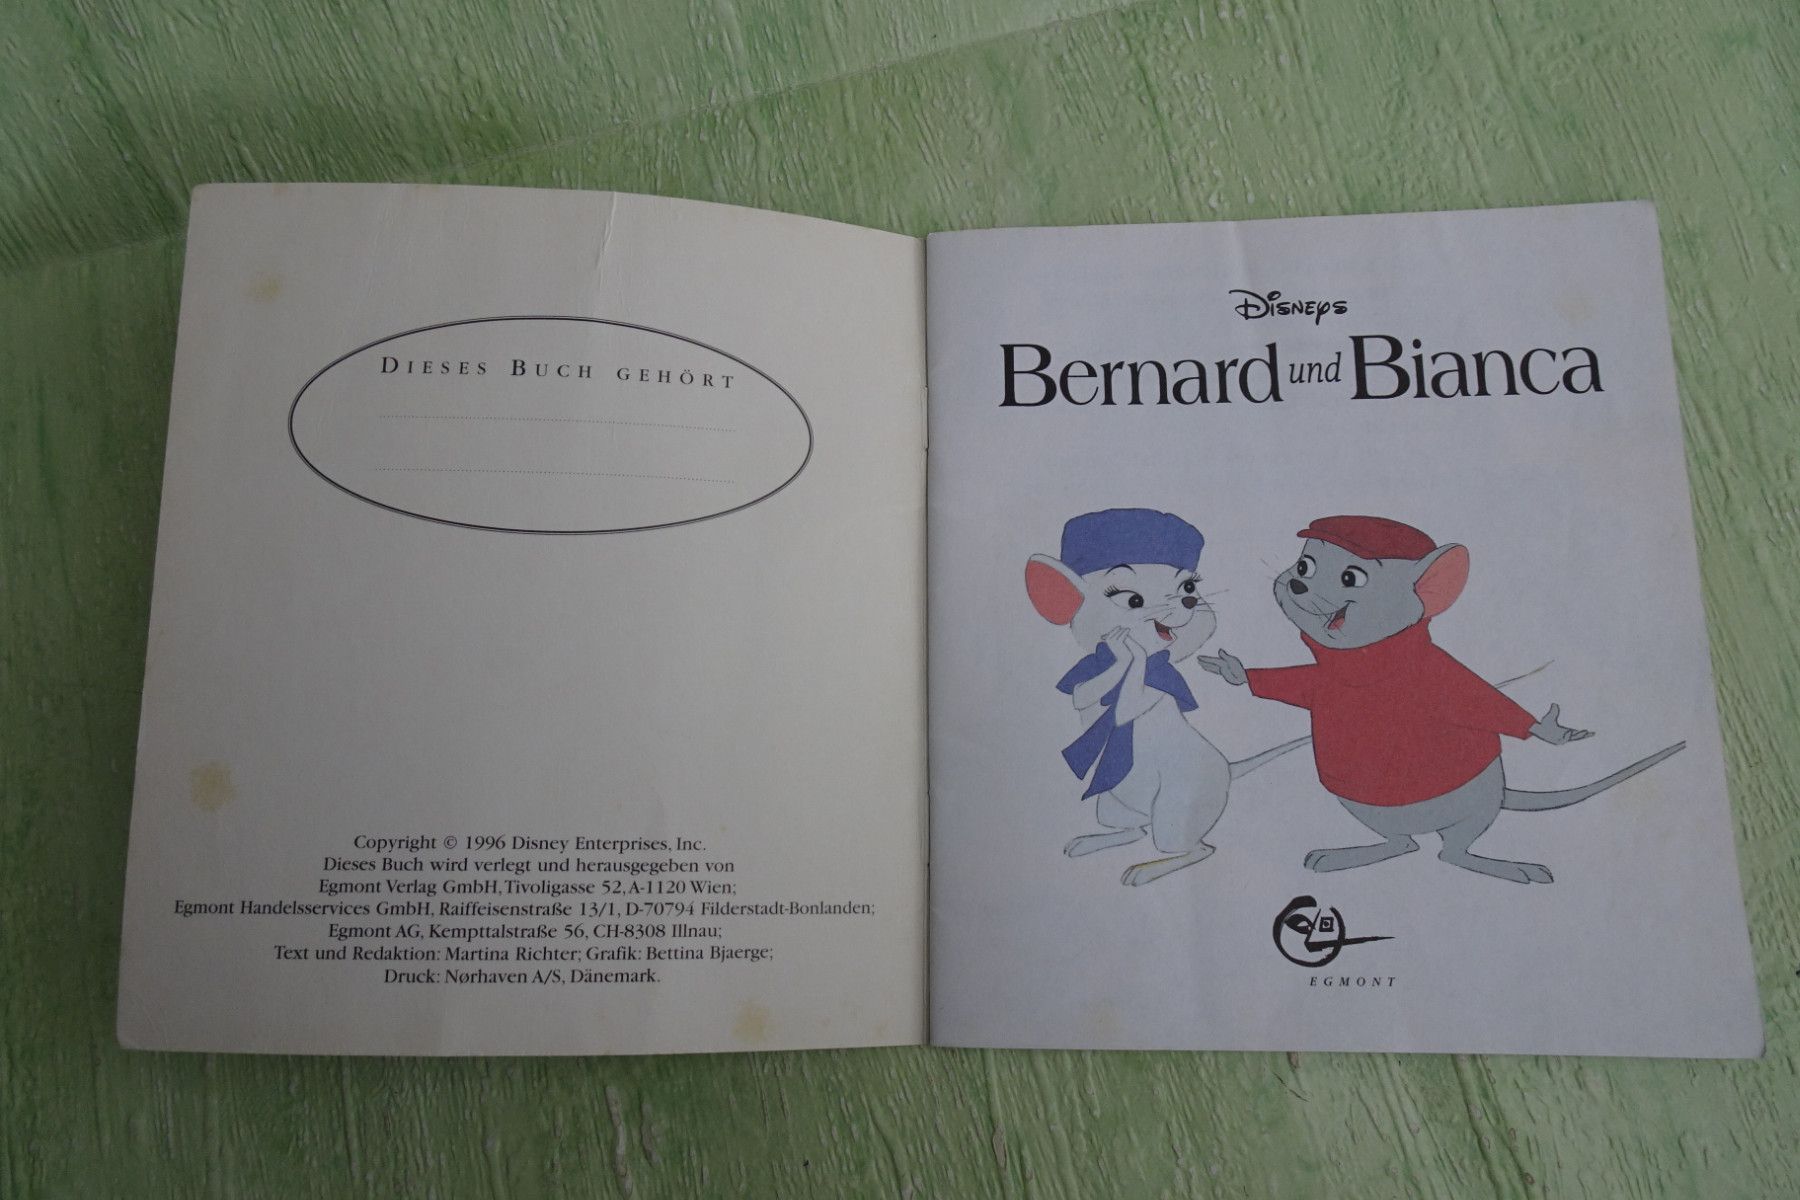 DIESES BUCH GEHÖRT
Copyright © 1996 Disney Enterprises, Inc.
Dieses Buch wird verlegt und herausgegeben von
Egmont Verlag GmbH, Tivoligasse 52, A-1120 Wien;
Egmont Handelsservices GmbH, Raiffeisenstraße 13/1, D-70794 Filderstadt-Bonlanden;
Egmont AG, Kempttalstraße 56, CH-8308 Illnau;
Text und Redaktion: Martina Richter; Grafik: Bettina Bjaerge;
Druck: Nørhaven A/S, Dänemark.
DISNEYS
Bernard und Bianca
EGMONT